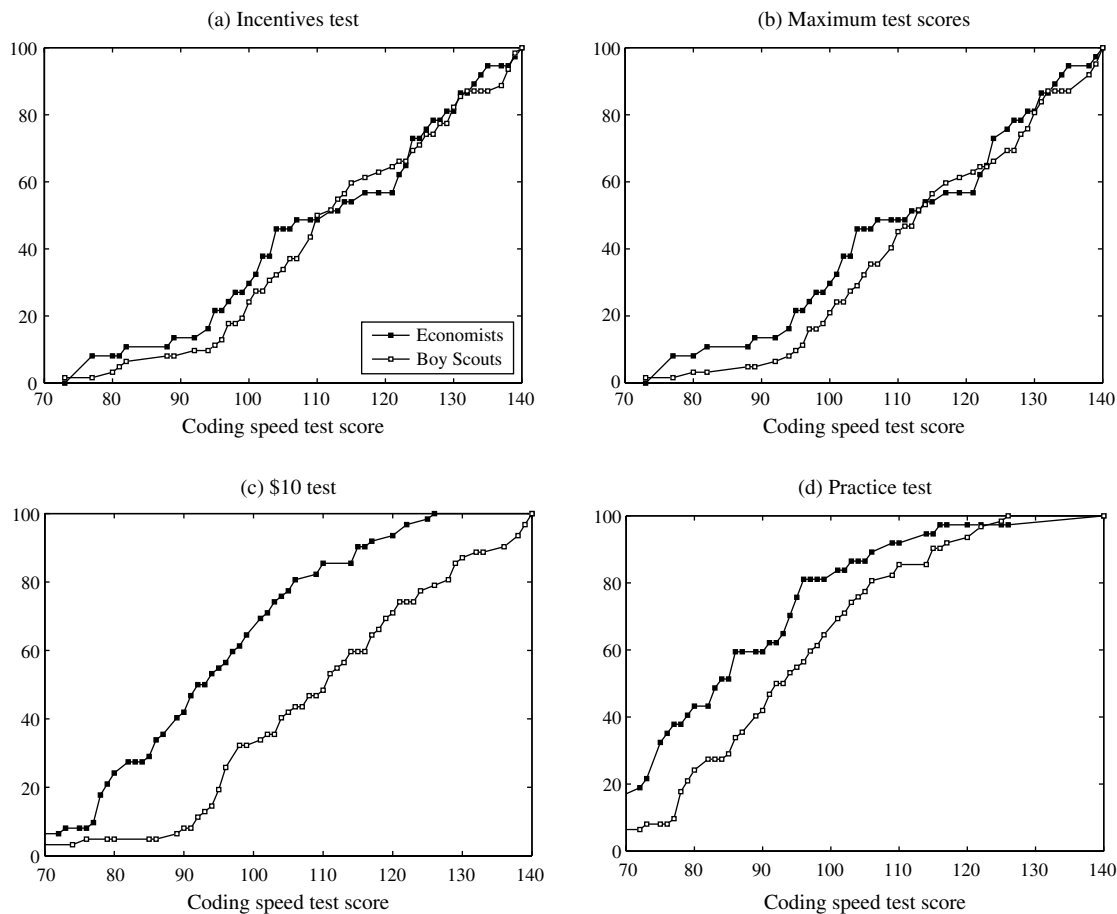 (a) Incentives test
100
80
60
40
20
0
70 80 90 100 110 120 130 140
Coding speed test score
Economists
Boy Scouts
(b) Maximum test scores
100
80
60
40
20
0
70 80 90 100 110 120 130 140
Coding speed test score
(c) $10 test
100
80
60
40
20
0
70 80 90 100 110 120 130 140
Coding speed test score
(d) Practice test
100
80
60
40
20
0
70 80 90 100 110 120 130 140
Coding speed test score